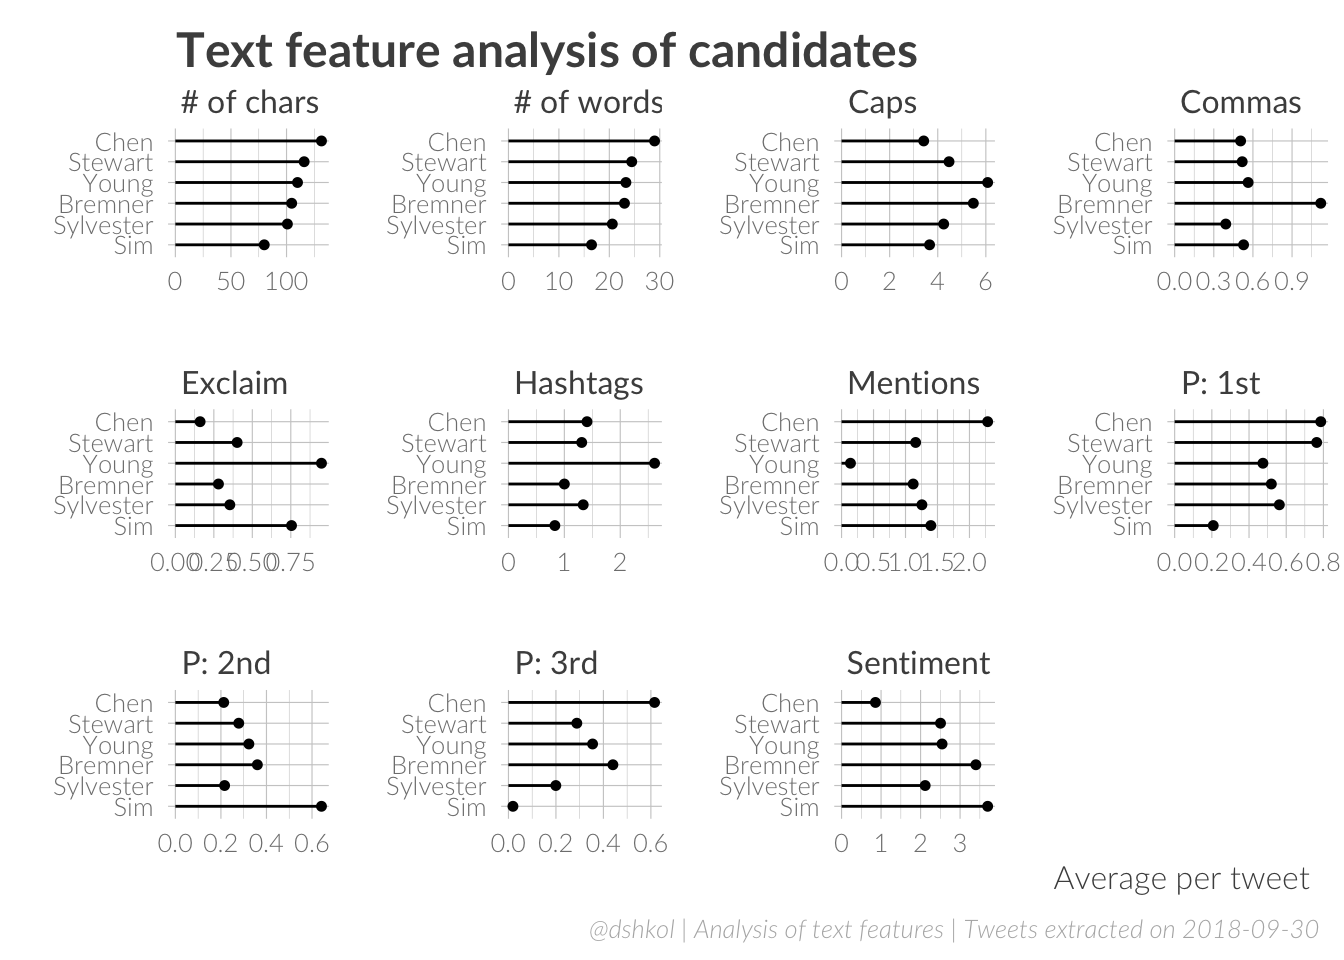 Text feature analysis of candidates
# of chars # of words Caps Commas
Chen Chen Chen Chen
Stewart Stewart Stewart Stewart
Young Young Young Young
Bremner Bremner Bremner Bremner
Sylvester Sylvester Sylvester Sylvester
Sim Sim Sim Sim
0 50 100 0 10 20 30 0 2 4 6 0.0 0.3 0.6 0.9
Exclaim Hashtags Mentions P: 1st
Chen Chen Chen Chen
Stewart Stewart Stewart Stewart
Young Young Young Young
Bremner Bremner Bremner Bremner
Sylvester Sylvester Sylvester Sylvester
Sim Sim Sim Sim
0.00 0.25 0.50 0.75 0 1 2 0.0 0.5 1.0 1.5 2.0 0.0 0.2 0.4 0.6 0.8
P: 2nd P: 3rd Sentiment
Chen Chen Chen
Stewart Stewart Stewart
Young Young Young
Bremner Bremner Bremner
Sylvester Sylvester Sylvester
Sim Sim Sim
0.0 0.2 0.4 0.6 0.0 0.2 0.4 0.6 0 1 2 3
Average per tweet
@dshkol | Analysis of text features | Tweets extracted on 2018-09-30